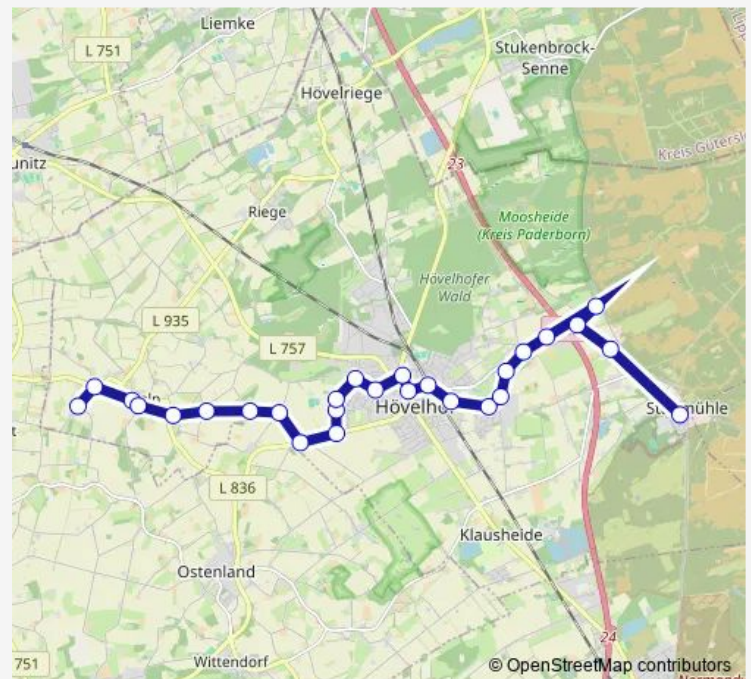 Liemke
L 751
Stukenbrock-
Senne
Hövelriege
23
Kreis Güters
unitz
Riege
Moosheide
(Kreis Paderborn)
Hövelhofer
Wald
L 935
L 757
Hövelhof
L 836
Klausheide
Ostenland
24
751
Wittendorf
© OpenStreetMap contributors